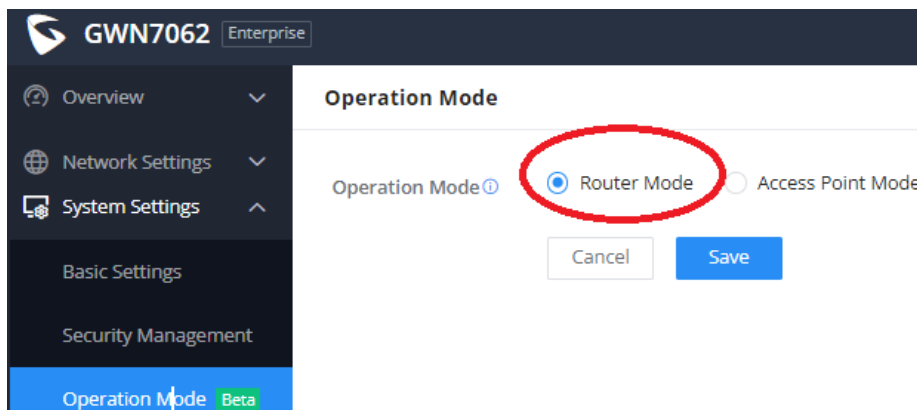 GWN7062 Enterprise
Overview
Network Settings
System Settings
Basic Settings
Security Management
Operation Mode Beta
Operation Mode
Operation Mode Router Mode Access Point Mode
Cancel Save